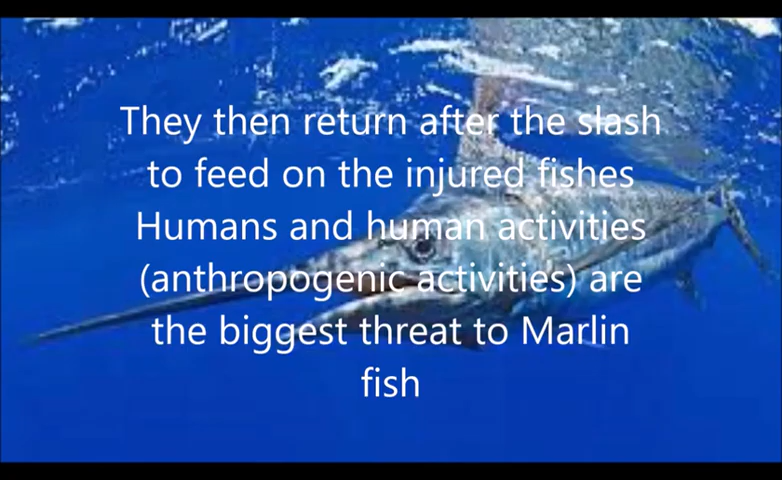 They then return after the slash
to feed on the injured fishes
Humans and human activities
(anthropogenic activities) are
the biggest threat to Marlin
fish